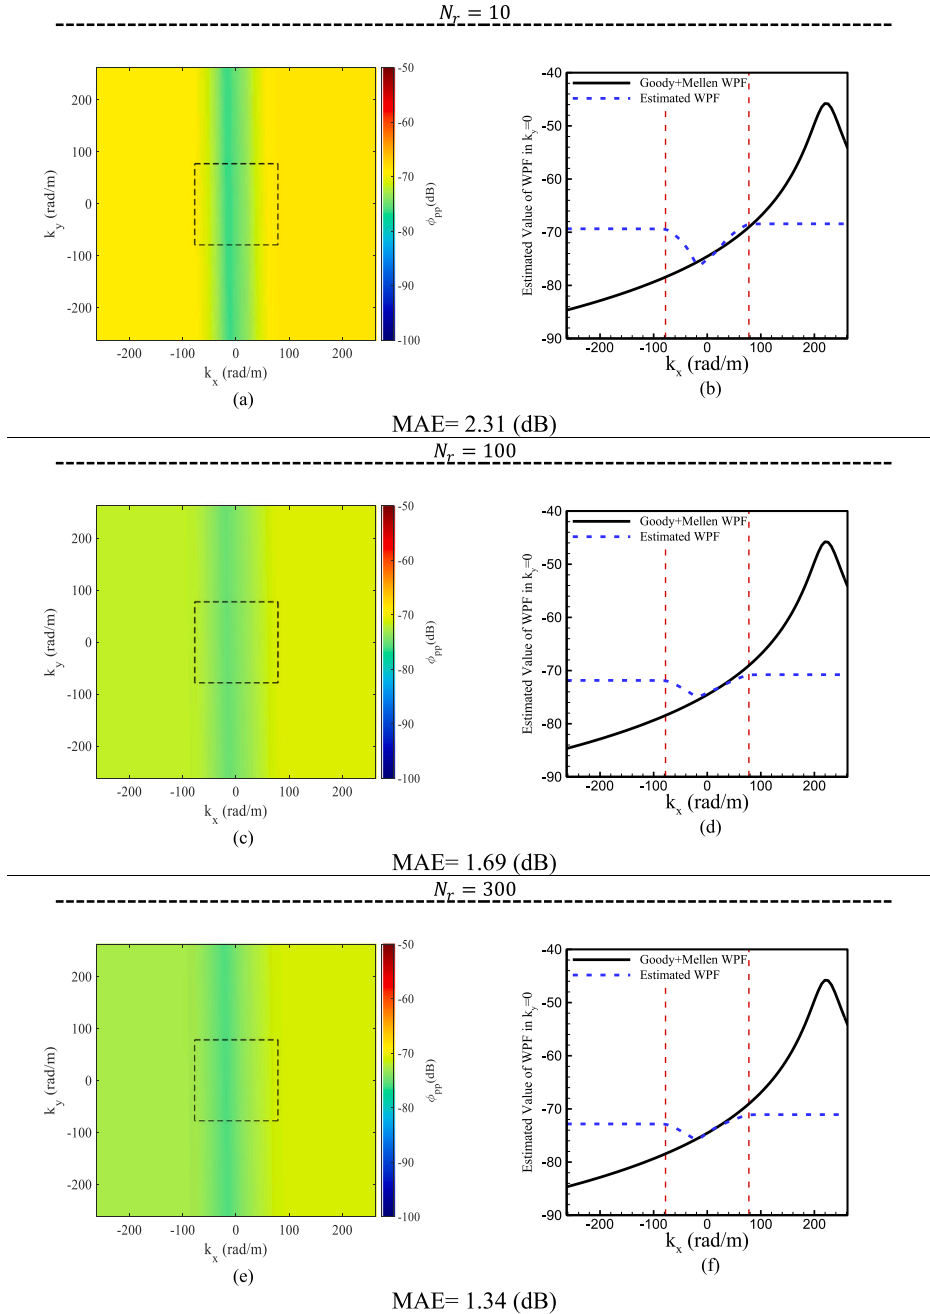 N_r = 10
200
100
0
-100
-200
k_y (rad/m)
-200 -100 0 100 200
k_x (rad/m)
-50
-60
-70
-80
-90
-100
ϕ_pp(dB)
(a)
-40
-50
-60
-70
-80
-90
Estimated Value of WPF in k_y=0
Goody+Mellen WPF
Estimated WPF
-200 -100 0 100 200
k_x (rad/m)
(b)
MAE= 2.31 (dB)
N_r = 100
200
100
0
-100
-200
k_y (rad/m)
-200 -100 0 100 200
k_x (rad/m)
-50
-60
-70
-80
-90
-100
ϕ_pp(dB)
(c)
-40
-50
-60
-70
-80
-90
Estimated Value of WPF in k_y=0
Goody+Mellen WPF
Estimated WPF
-200 -100 0 100 200
k_x (rad/m)
(d)
MAE= 1.69 (dB)
N_r = 300
200
100
0
-100
-200
k_y (rad/m)
-200 -100 0 100 200
k_x (rad/m)
-50
-60
-70
-80
-90
-100
ϕ_pp(dB)
(e)
-40
-50
-60
-70
-80
-90
Estimated Value of WPF in k_y=0
Goody+Mellen WPF
Estimated WPF
-200 -100 0 100 200
k_x (rad/m)
(f)
MAE= 1.34 (dB)